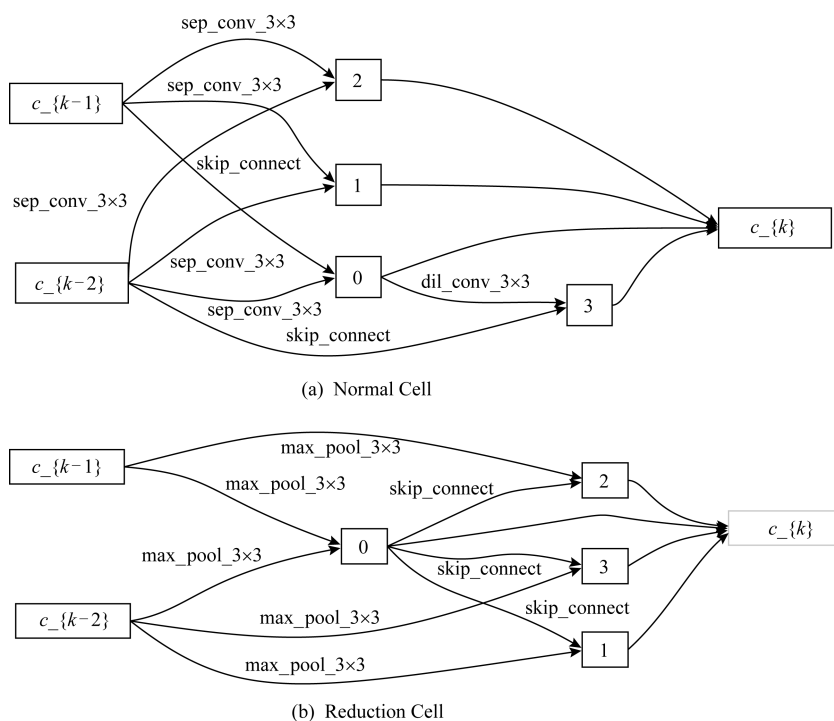 sep_conv_3×3
c_{k−1}
sep_conv_3×3
2
skip_connect
1
sep_conv_3×3
c_{k}
sep_conv_3×3
c_{k−2}
0
dil_conv_3×3
sep_conv_3×3
3
skip_connect
(a) Normal Cell
c_{k−1}
max_pool_3×3
max_pool_3×3
skip_connect
2
c_{k}
max_pool_3×3
0
skip_connect
3
c_{k−2}
max_pool_3×3
skip_connect
1
max_pool_3×3
(b) Reduction Cell